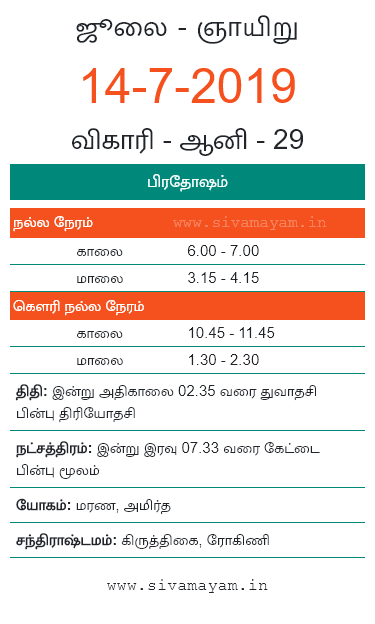 ஜூலை - ஞாயிறு
14-7-2019
விகாரி - ஆனி - 29
பிரதோஷம்
நல்ல நேரம் www.sivamayam.in
காலை 6.00 - 7.00
மாலை 3.15 - 4.15
கௌரி நல்ல நேரம்
காலை 10.45 - 11.45
மாலை 1.30 - 2.30
திதி: இன்று அதிகாலை 02.35 வரை துவாதசி
பின்பு திரியோதசி
நட்சத்திரம்: இன்று இரவு 07.33 வரை கேட்டை
பின்பு மூலம்
யோகம்: மரண, அமிர்த
சந்திராஷ்டமம்: கிருத்திகை, ரோகிணி
www.sivamayam.in